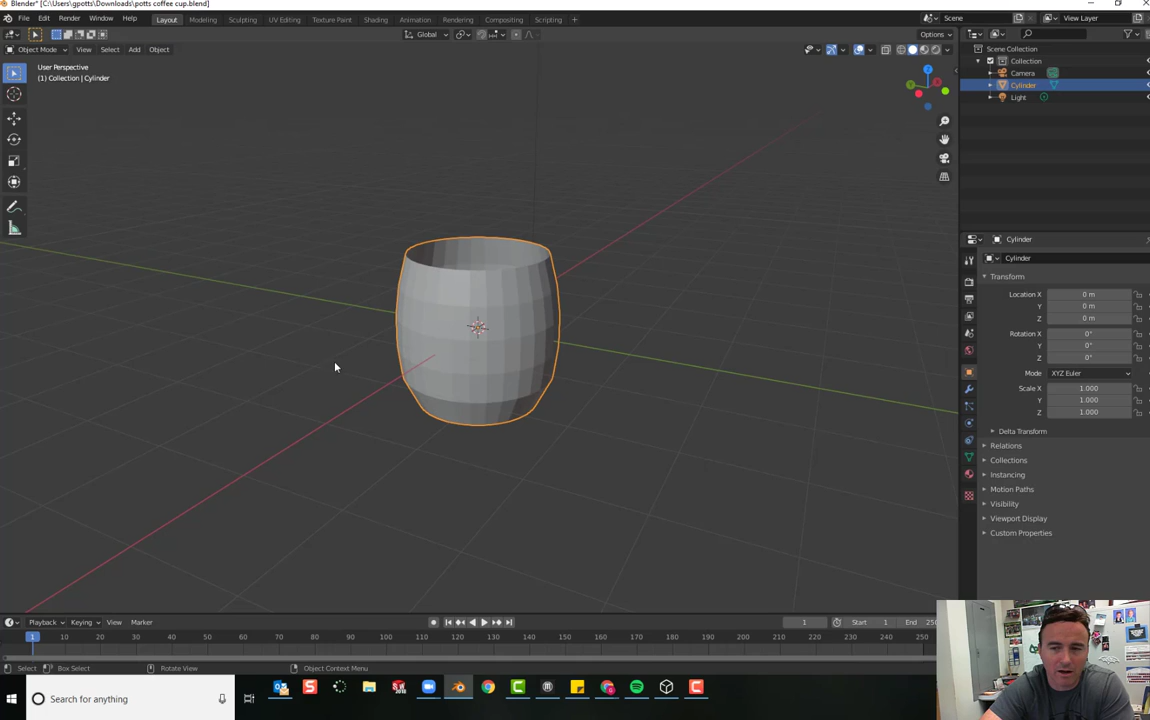 Blender* [C:\Users\gpotts\Downloads\potts coffee cup.blend]
File Edit Render Window Help Layout Modeling Sculpting UV Editing Texture Paint Shading Animation Rendering Compositing Scripting Scene View Layer
Global Options
Object Mode View Select Add Object
User Perspective
(1) Collection | Cylinder
Z
Scene Collection
Collection
Camera
Cylinder
Light
Cylinder
Cylinder
Transform
Location X 0 m
Y 0 m
Z 0 m
Rotation X 0°
Y 0°
Z 0°
Mode XYZ Euler
Scale X 1.000
Y 1.000
Z 1.000
Delta Transform
Relations
Collections
Instancing
Motion Paths
Visibility
Viewport Display
Custom Properties
Playback Keying View Marker 1 Start 1 End 250
1 10 20 30 40 50 60 70 80 90 100 110 120 130 140 150 160 170 180 190 200 210 220 230 240 250
Select Box Select Rotate View Object Context Menu
Search for anything